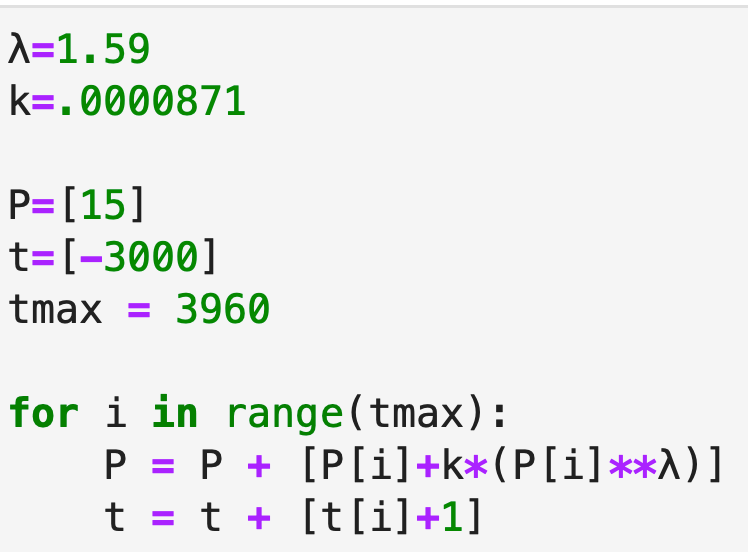 λ=1.59
k=.0000871
P=[15]
t=[-3000]
tmax = 3960
for i in range(tmax):
    P = P + [P[i]+k*(P[i]**λ)]
    t = t + [t[i]+1]